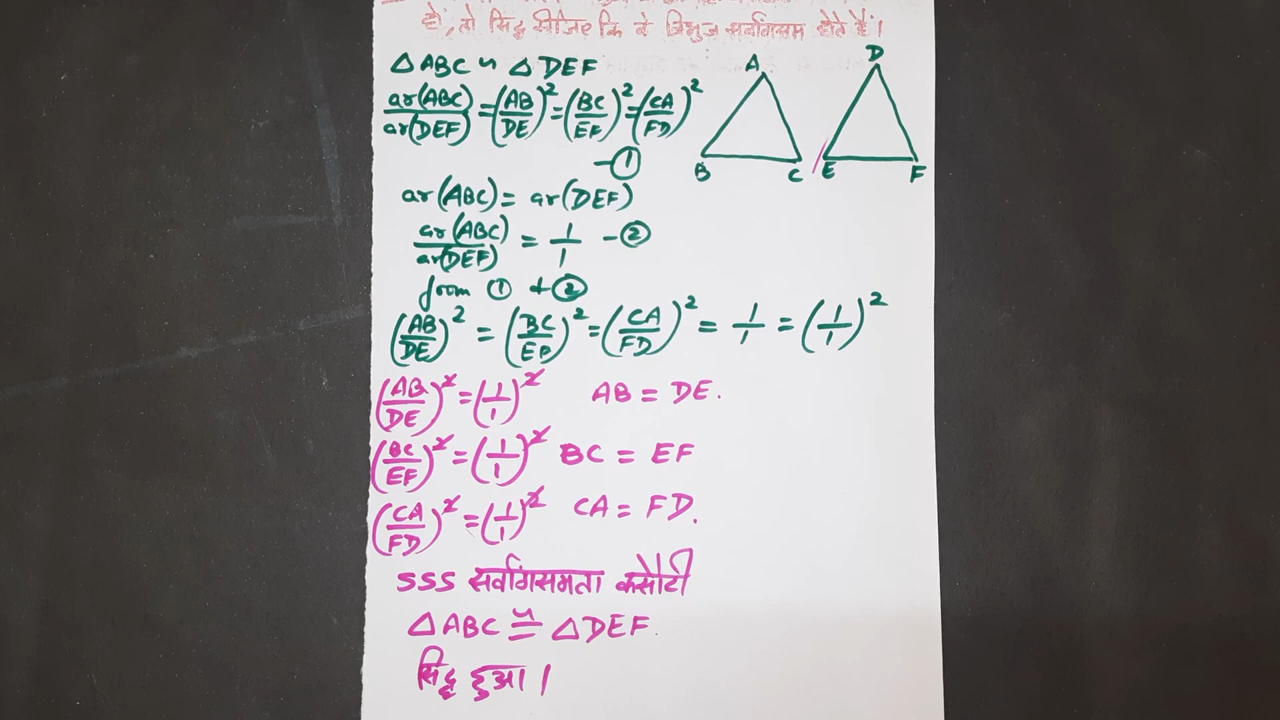 हो, तो सिद्ध कीजिए कि वे त्रिभुज सर्वांगसम होते हैं।
△ABC ∽ △DEF
ar(ABC)/ar(DEF) = (AB/DE)² = (BC/EF)² = (CA/FD)²
—①
A
B
C
D
E
F
ar(ABC) = ar(DEF)
ar(ABC)/ar(DEF) = 1/1 —②
from ① + ②
(AB/DE)² = (BC/EF)² = (CA/FD)² = 1/1 = (1/1)²
(AB/DE)² = (1/1)² AB = DE.
(BC/EF)² = (1/1)² BC = EF
(CA/FD)² = (1/1)² CA = FD.
SSS सर्वांगसमता कसौटी
△ABC ≅ △DEF.
सिद्ध हुआ।